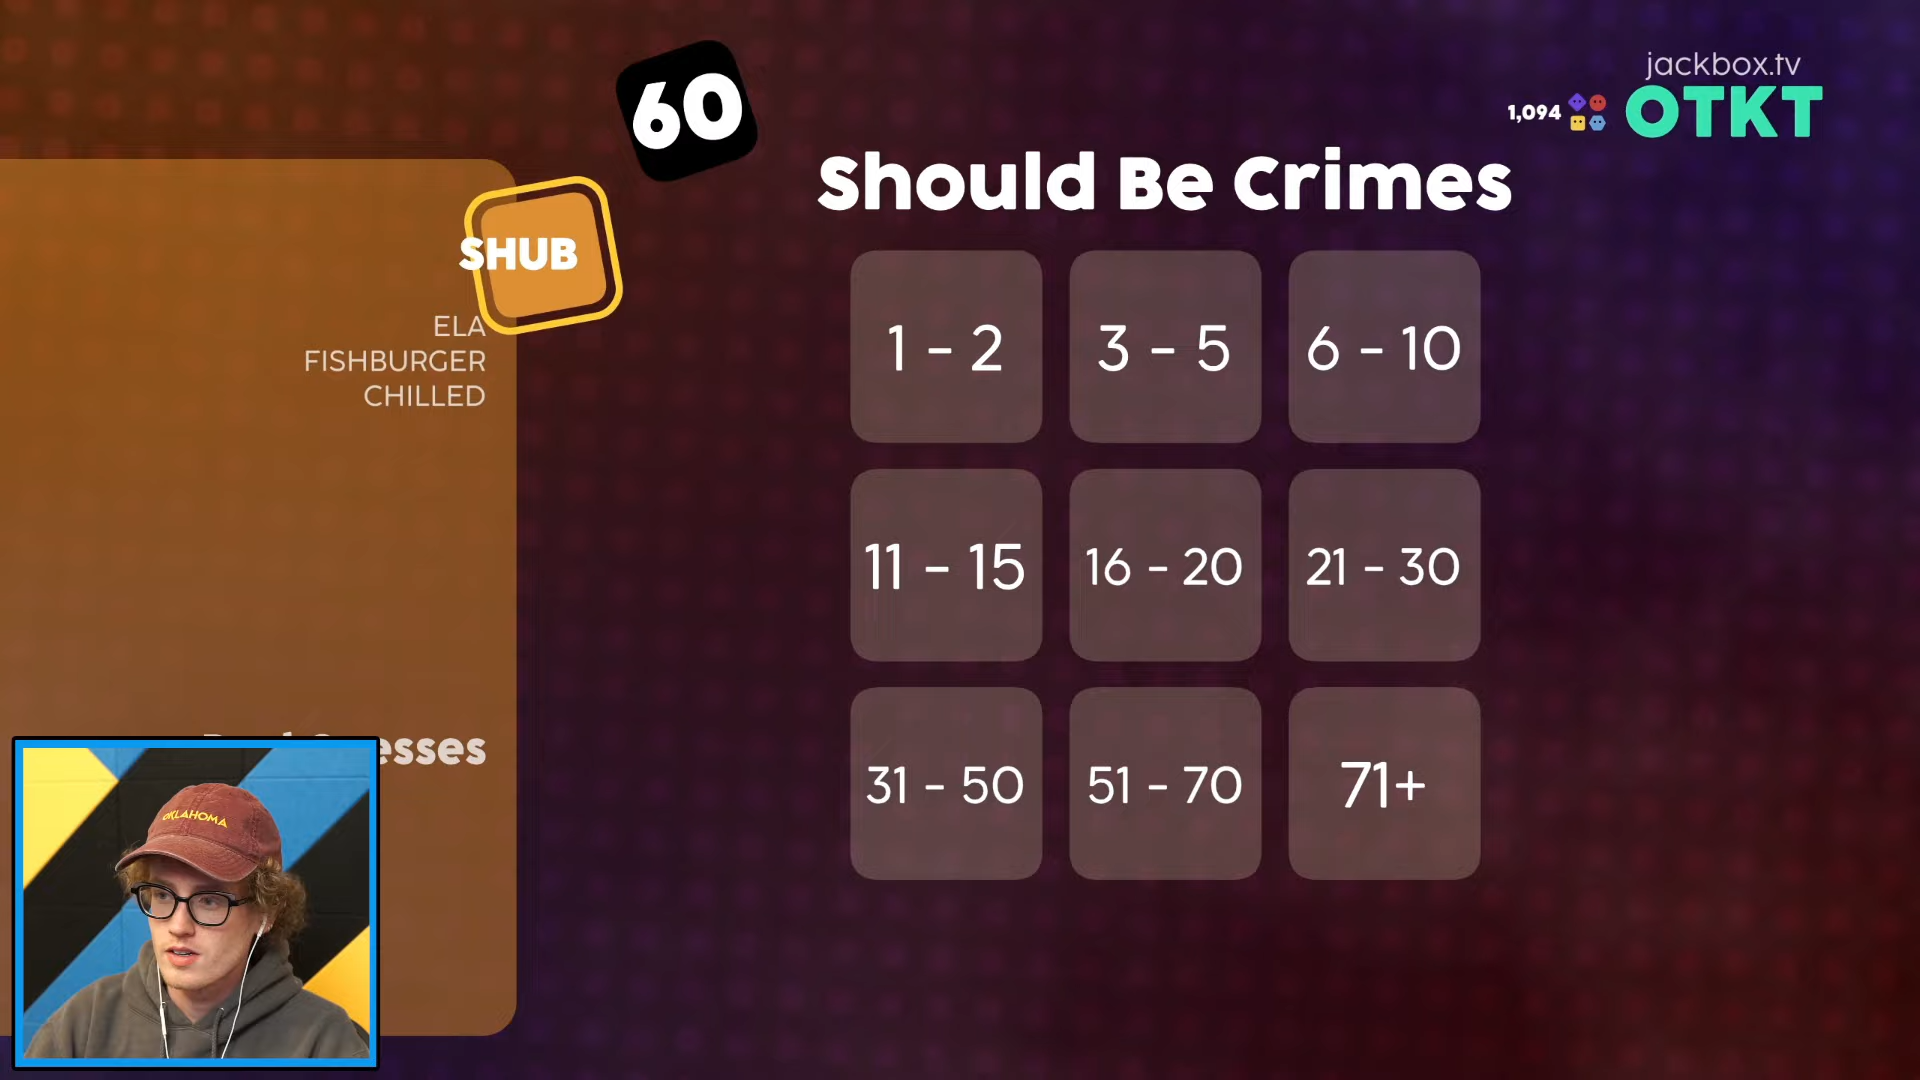 60
jackbox.tv
1,094
OTKT
Should Be Crimes
SHUB
ELA
FISHBURGER
CHILLED
1 - 2
3 - 5
6 - 10
11 - 15
16 - 20
21 - 30
31 - 50
51 - 70
71+
OKLAHOMA